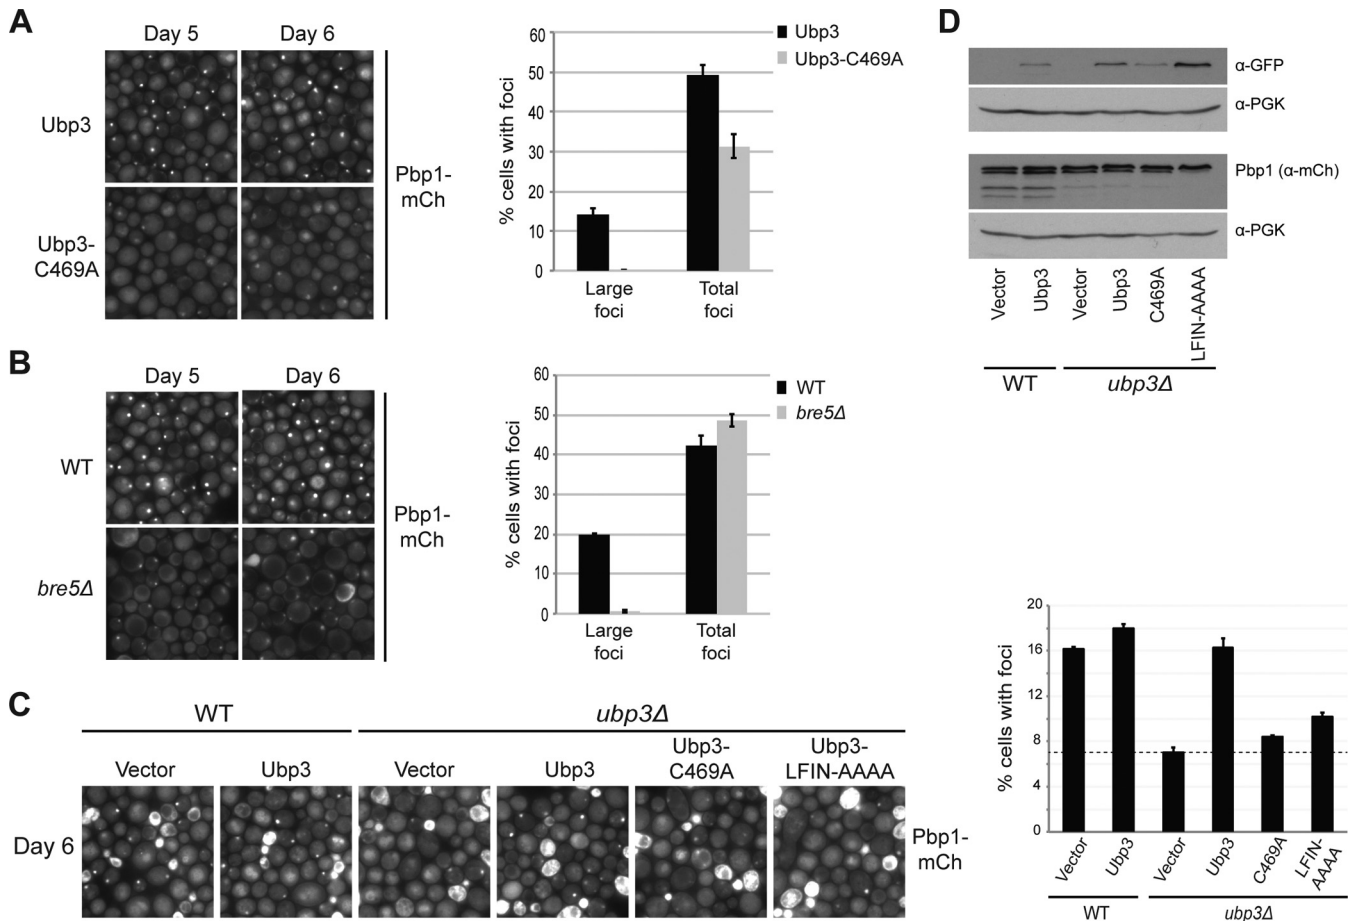 A
Day 5
Day 6
Ubp3
Ubp3-
C469A
Pbp1-
mCh
% cells with foci
60
50
40
30
20
10
0
Large
foci
Total
foci
Ubp3
Ubp3-C469A
B
Day 5
Day 6
WT
bre5Δ
Pbp1-
mCh
% cells with foci
60
50
40
30
20
10
0
Large
foci
Total
foci
WT
bre5Δ
C
WT
ubp3Δ
Vector
Ubp3
Vector
Ubp3
Ubp3-
C469A
Ubp3-
LFIN-AAAA
Day 6
Pbp1-
mCh
% cells with foci
20
16
12
8
4
0
Vector
Ubp3
Vector
Ubp3
C469A
LFIN-
AAAA
WT
ubp3Δ
D
α-GFP
α-PGK
Pbp1 (α-mCh)
α-PGK
Vector
Ubp3
Vector
Ubp3
C469A
LFIN-AAAA
WT
ubp3Δ